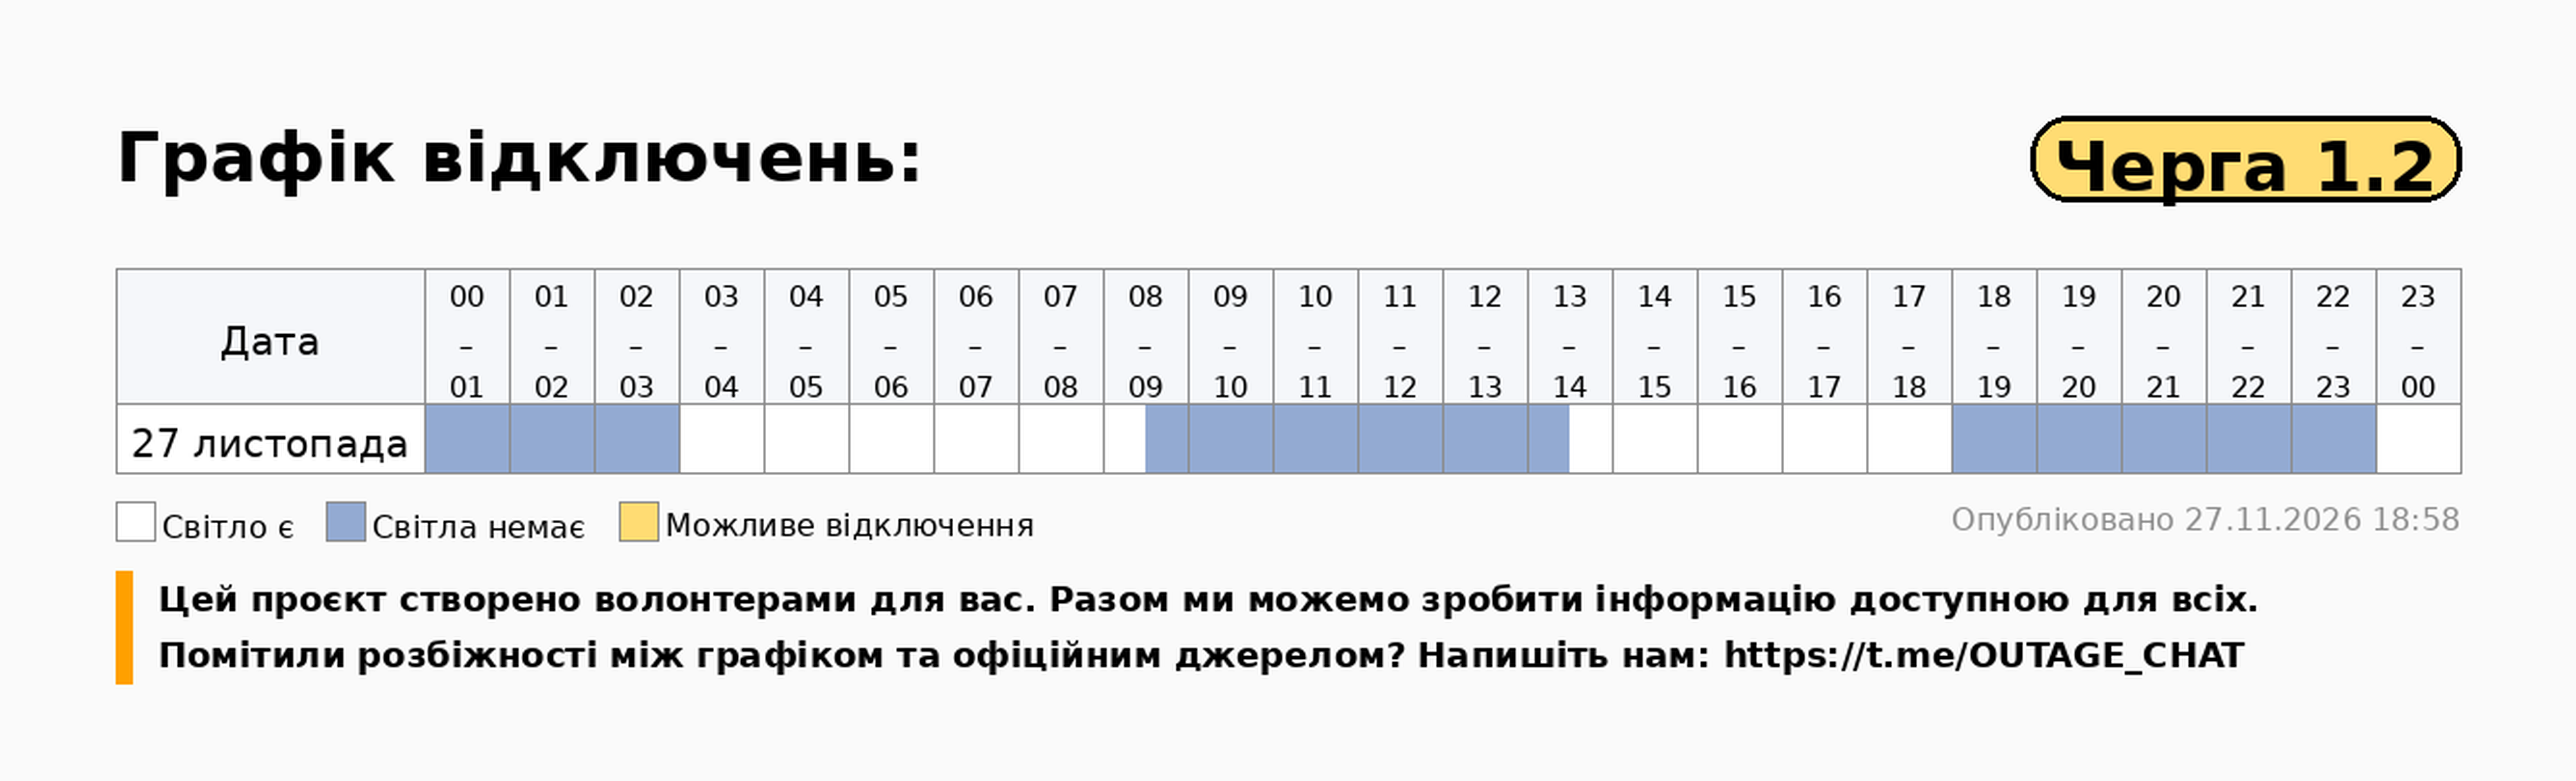 Графік відключень:
Черга 1.2
Дата
00 – 01
01 – 02
02 – 03
03 – 04
04 – 05
05 – 06
06 – 07
07 – 08
08 – 09
09 – 10
10 – 11
11 – 12
12 – 13
13 – 14
14 – 15
15 – 16
16 – 17
17 – 18
18 – 19
19 – 20
20 – 21
21 – 22
22 – 23
23 – 00
27 листопада
Світло є
Світла немає
Можливе відключення
Опубліковано 27.11.2026 18:58
Цей проєкт створено волонтерами для вас. Разом ми можемо зробити інформацію доступною для всіх.
Помітили розбіжності між графіком та офіційним джерелом? Напишіть нам: https://t.me/OUTAGE_CHAT